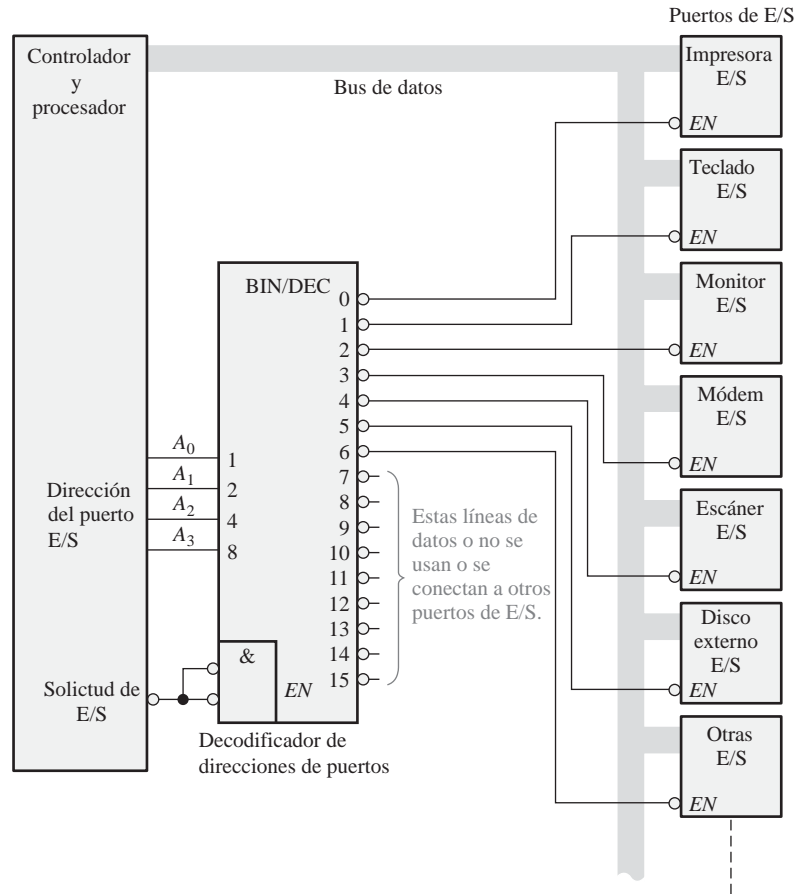 Puertos de E/S
Controlador
y
procesador
Bus de datos
Impresora
E/S
EN
Teclado
E/S
EN
Monitor
E/S
EN
Módem
E/S
EN
Escáner
E/S
EN
Disco
externo
E/S
EN
Otras
E/S
EN
BIN/DEC
0
1
2
3
4
5
6
7
8
9
10
11
12
13
14
15
A0
A1
A2
A3
1
2
4
8
Dirección
del puerto
E/S
&
EN
Solictud de
E/S
Estas líneas de
datos o no se
usan o se
conectan a otros
puertos de E/S.
Decodificador de
direcciones de puertos